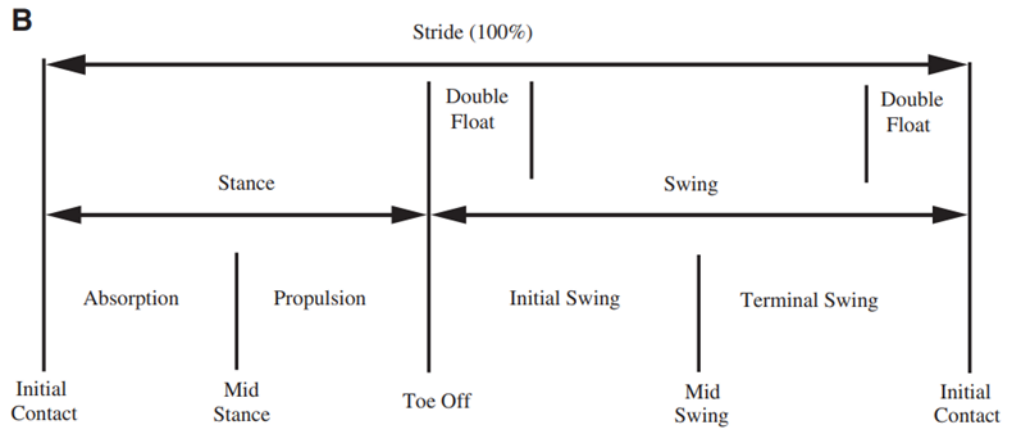 B
Stride (100%)
Double
Float
Double
Float
Stance
Swing
Absorption
Propulsion
Initial Swing
Terminal Swing
Initial
Contact
Mid
Stance
Toe Off
Mid
Swing
Initial
Contact